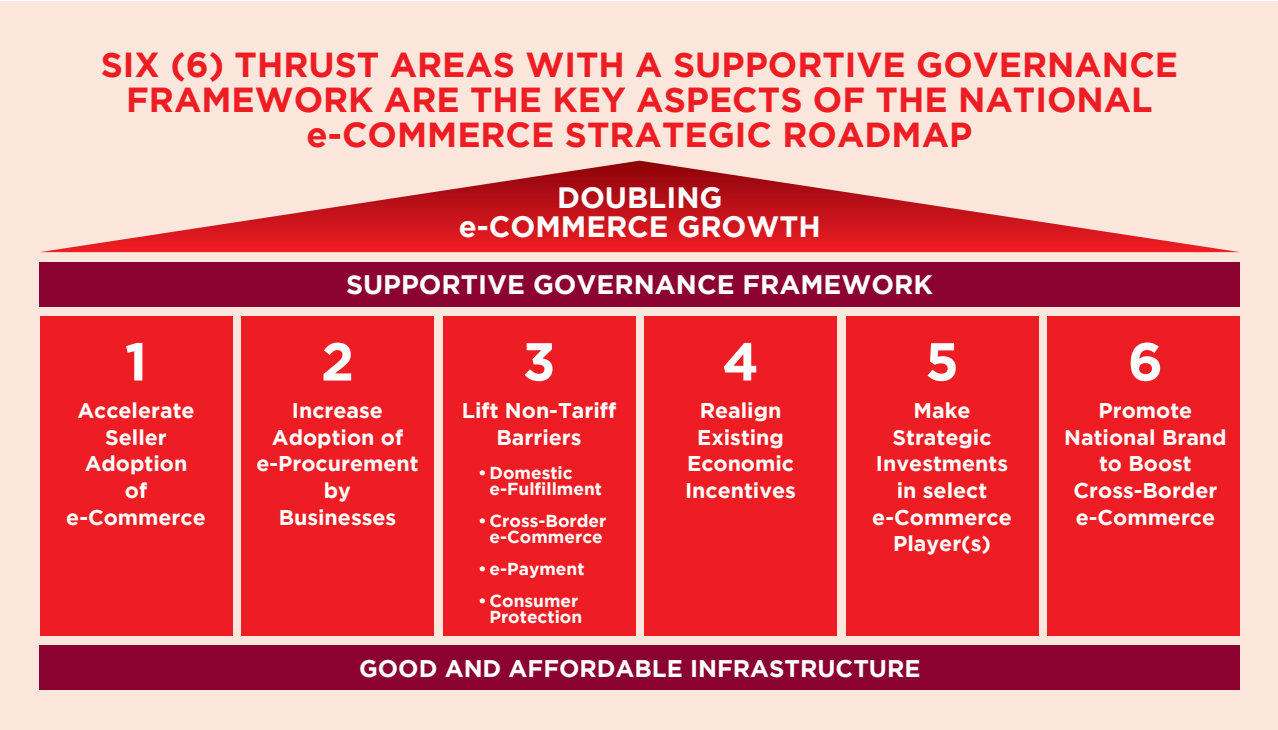 SIX (6) THRUST AREAS WITH A SUPPORTIVE GOVERNANCE
FRAMEWORK ARE THE KEY ASPECTS OF THE NATIONAL
e-COMMERCE STRATEGIC ROADMAP
DOUBLING
e-COMMERCE GROWTH
SUPPORTIVE GOVERNANCE FRAMEWORK
1
Accelerate
Seller
Adoption
of
e-Commerce
2
Increase
Adoption of
e-Procurement
by
Businesses
3
Lift Non-Tariff
Barriers
• Domestic
e-Fulfillment
• Cross-Border
e-Commerce
• e-Payment
• Consumer
Protection
4
Realign
Existing
Economic
Incentives
5
Make
Strategic
Investments
in select
e-Commerce
Player(s)
6
Promote
National Brand
to Boost
Cross-Border
e-Commerce
GOOD AND AFFORDABLE INFRASTRUCTURE